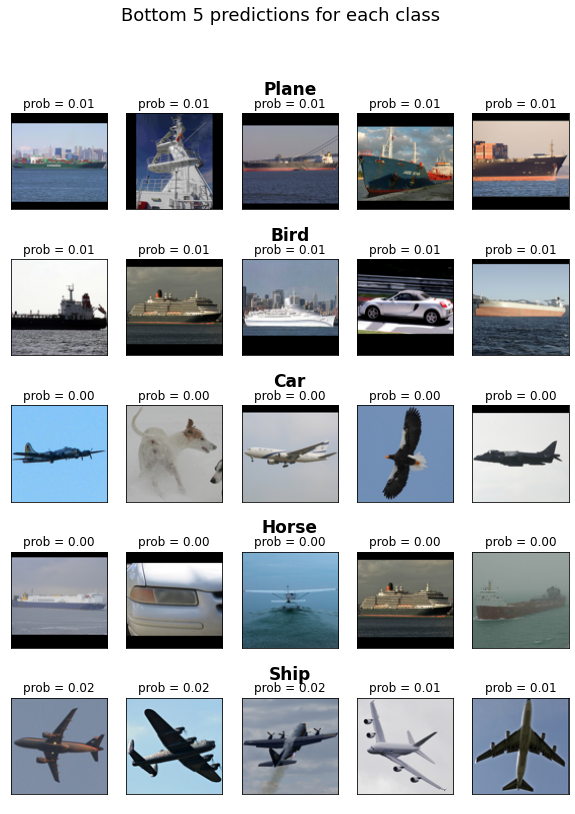 Bottom 5 predictions for each class
Plane
prob = 0.01 prob = 0.01 prob = 0.01 prob = 0.01 prob = 0.01
Bird
prob = 0.01 prob = 0.01 prob = 0.01 prob = 0.01 prob = 0.01
Car
prob = 0.00 prob = 0.00 prob = 0.00 prob = 0.00 prob = 0.00
Horse
prob = 0.00 prob = 0.00 prob = 0.00 prob = 0.00 prob = 0.00
Ship
prob = 0.02 prob = 0.02 prob = 0.02 prob = 0.01 prob = 0.01